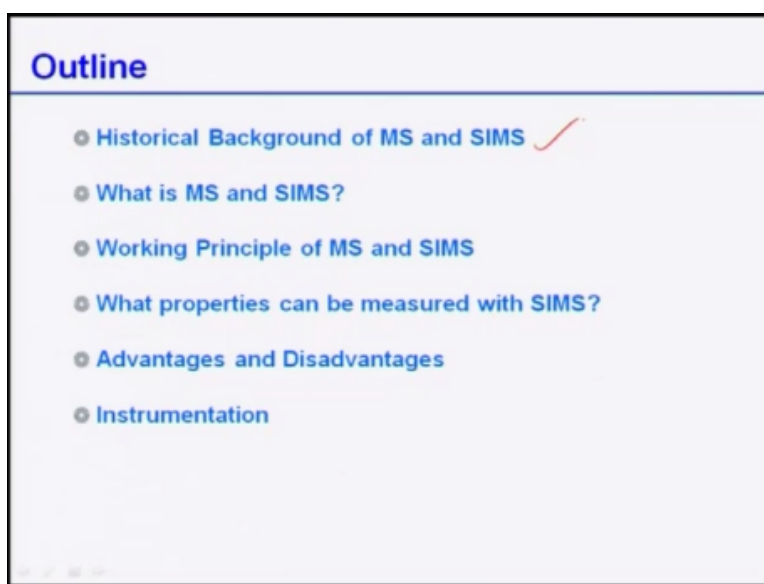 Outline
Historical Background of MS and SIMS
What is MS and SIMS?
Working Principle of MS and SIMS
What properties can be measured with SIMS?
Advantages and Disadvantages
Instrumentation